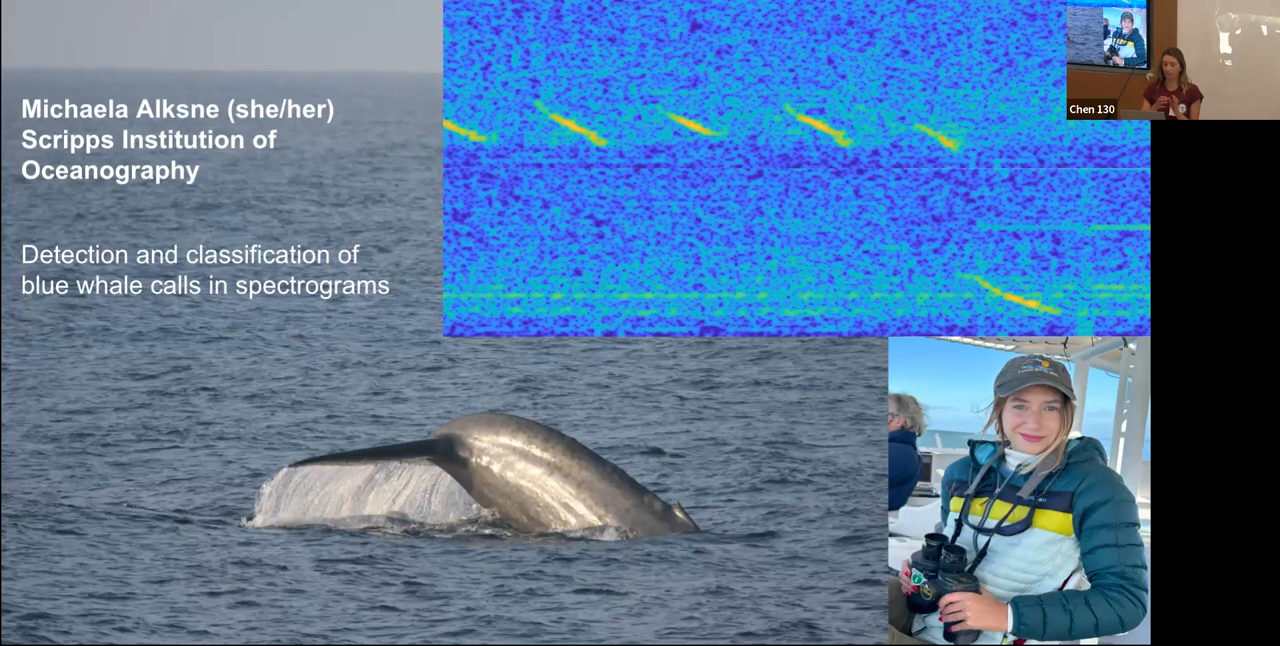 Michaela Alksne (she/her)
Scripps Institution of
Oceanography
Detection and classification of
blue whale calls in spectrograms
Chen 130